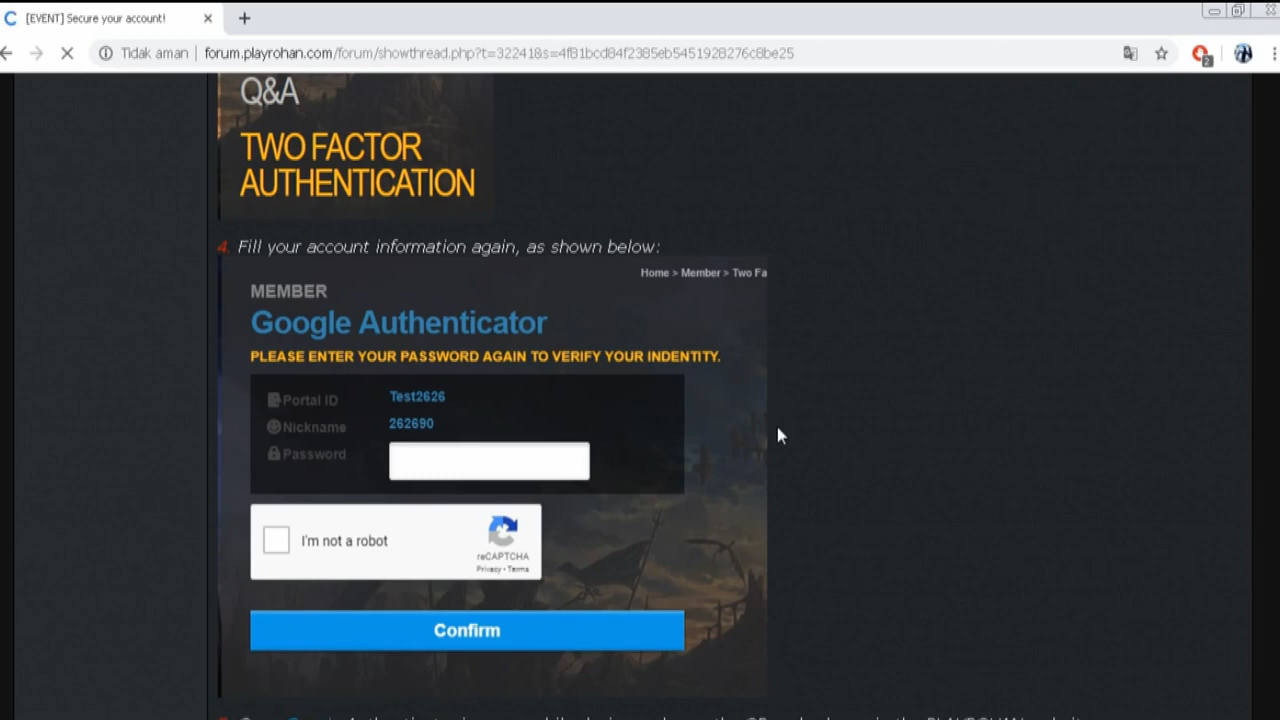 [EVENT] Secure your account!
Tidak aman | forum.playrohan.com/forum/showthread.php?t=32241&s=4f81bcd84f2385eb5451928276c8be25
2
Q&A
TWO FACTOR
AUTHENTICATION
4. Fill your account information again, as shown below:
Home > Member > Two Fa
MEMBER
Google Authenticator
PLEASE ENTER YOUR PASSWORD AGAIN TO VERIFY YOUR INDENTITY.
Portal ID Test2626
Nickname 262690
Password
I'm not a robot
reCAPTCHA
Privacy • Terms
Confirm